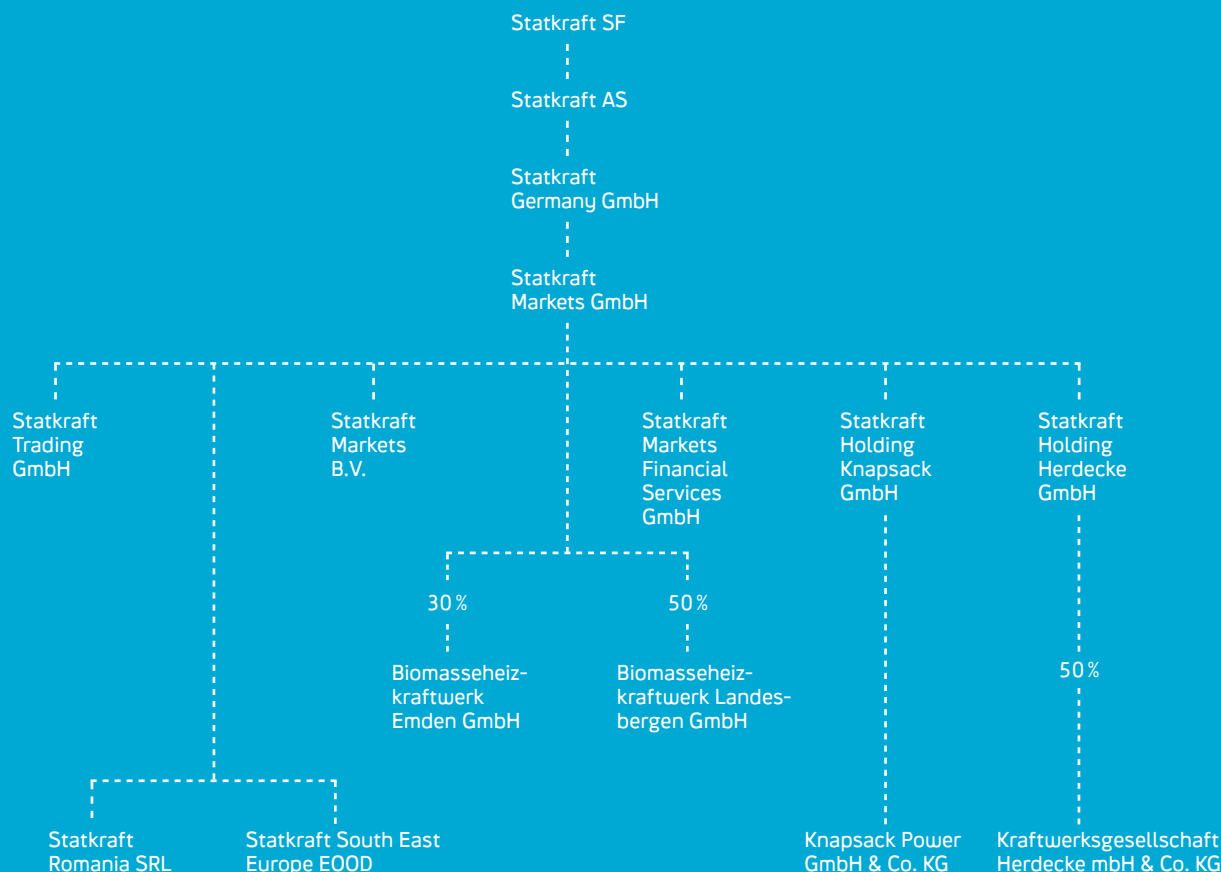 Statkraft SF
Statkraft AS
Statkraft
Germany GmbH
Statkraft
Markets GmbH
Statkraft
Trading
GmbH
Statkraft
Markets
B.V.
Statkraft
Markets
Financial
Services
GmbH
Statkraft
Holding
Knapsack
GmbH
Statkraft
Holding
Herdecke
GmbH
30 %
Biomasseheiz-
kraftwerk
Emden GmbH
50 %
Biomasseheiz-
kraftwerk Landes-
bergen GmbH
50 %
Statkraft
Romania SRL
Statkraft South East
Europe EOOD
Knapsack Power
GmbH & Co. KG
Kraftwerksgesellschaft
Herdecke mbH & Co. KG